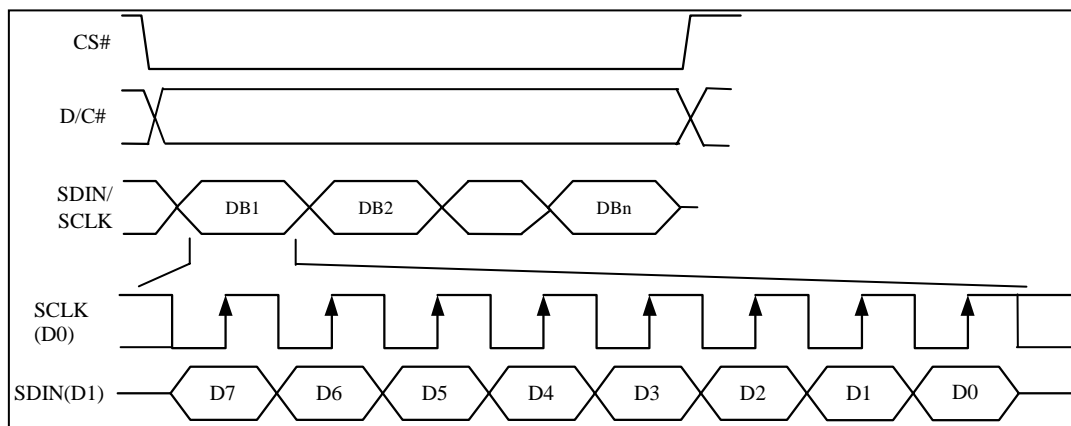 CS#
D/C#
SDIN/
SCLK
DB1 DB2 DBn
SCLK
(D0)
SDIN(D1) D7 D6 D5 D4 D3 D2 D1 D0